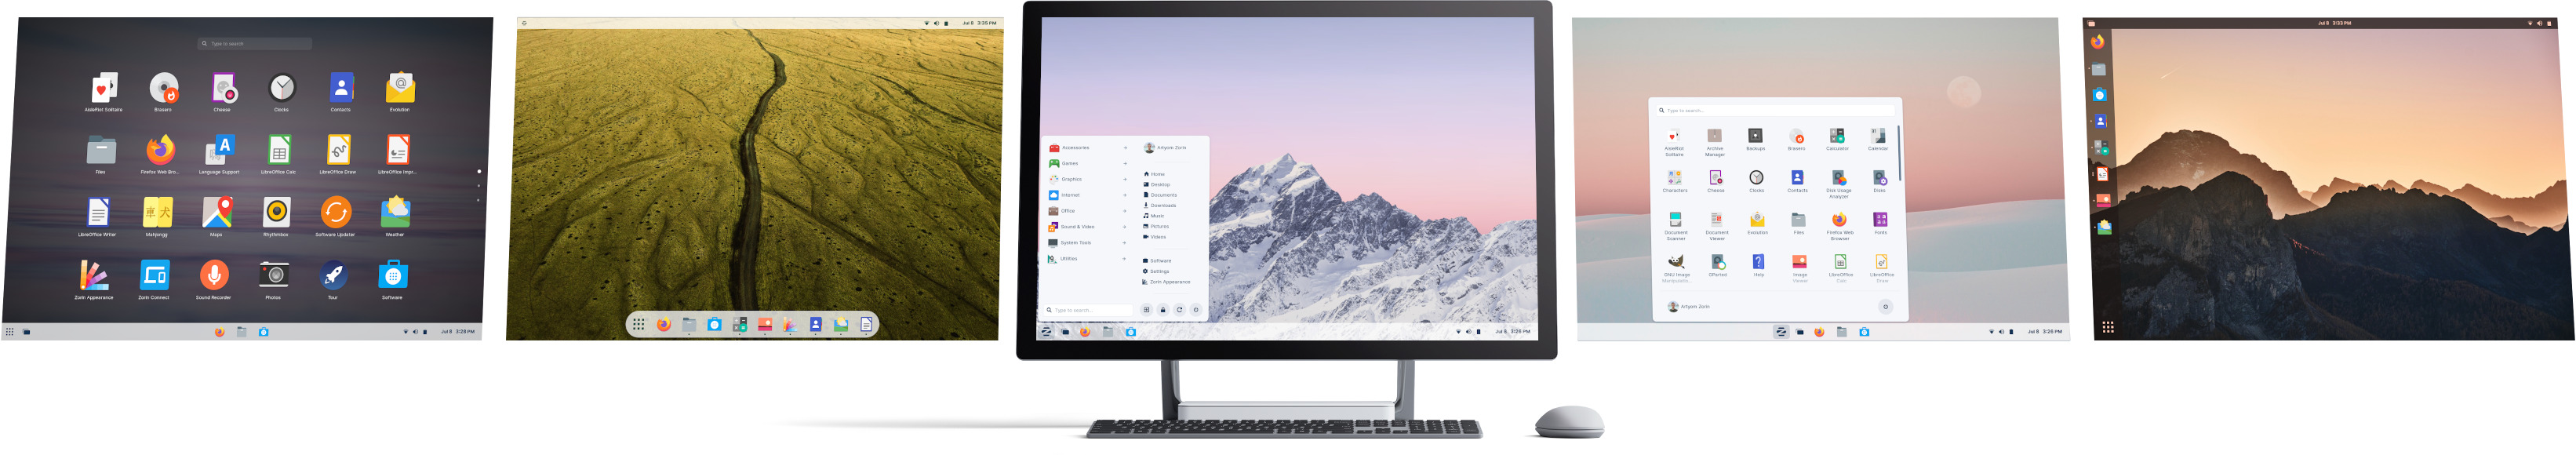 Type to search
AisleRiot Solitaire
Brasero
Cheese
Clocks
Contacts
Evolution
Files
Firefox Web Bro...
Language Support
LibreOffice Calc
LibreOffice Draw
LibreOffice Impr...
A
LibreOffice Writer
Mahjongg
Maps
Rhythmbox
Software Updater
Weather
車 犬
Zorin Appearance
Zorin Connect
Sound Recorder
Photos
Tour
Software
Jul 8 3:28 PM
Jul 8 3:35 PM
Accessories
Games
Graphics
Internet
Office
Sound & Video
System Tools
Utilities
Type to search...
Artyom Zorin
Home
Desktop
Documents
Downloads
Music
Pictures
Videos
Software
Settings
Zorin Appearance
Jul 8 3:26 PM
Type to search...
AisleRiot Solitaire
Archive Manager
Backups
Brasero
Calculator
Calendar
Characters
Cheese
Clocks
Contacts
Disk Usage Analyzer
Disks
Document Scanner
Document Viewer
Evolution
Files
Firefox Web Browser
Fonts
GNU Image Manipulatio...
GParted
Help
Image Viewer
LibreOffice Calc
LibreOffice Draw
Artyom Zorin
Jul 8 3:26 PM
Jul 8 3:33 PM